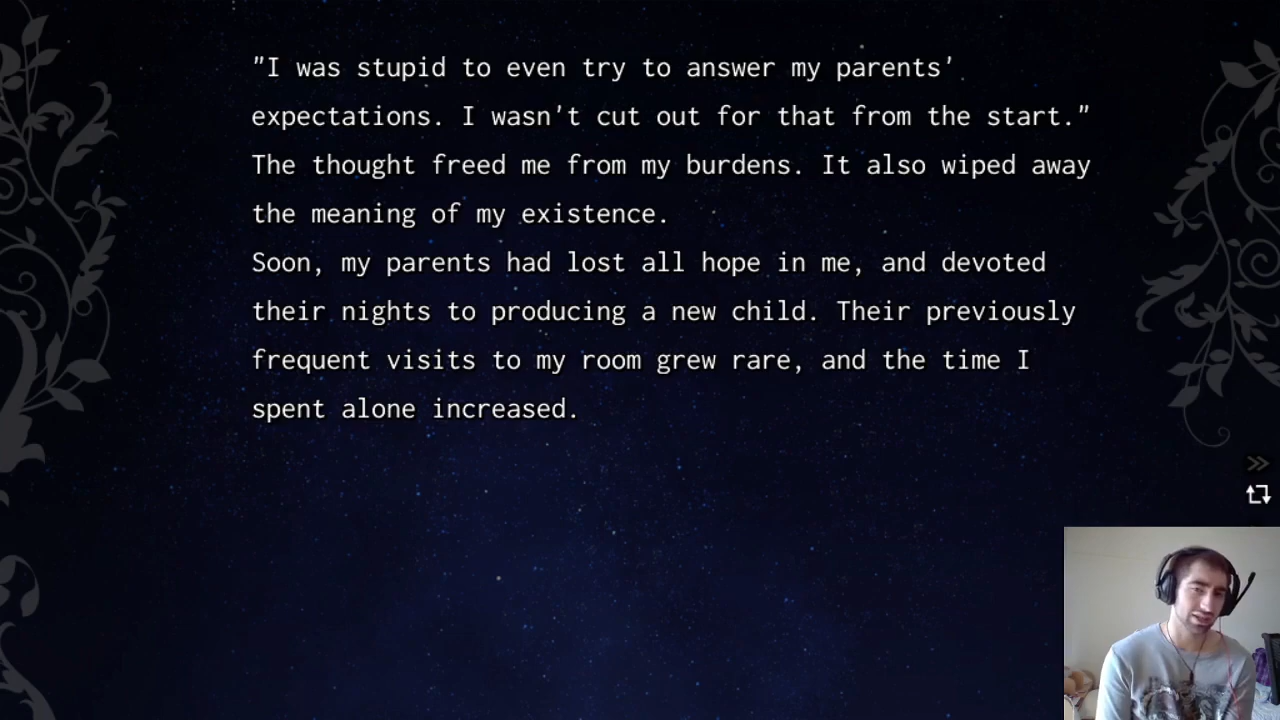 "I was stupid to even try to answer my parents'
expectations. I wasn't cut out for that from the start."
The thought freed me from my burdens. It also wiped away
the meaning of my existence.
Soon, my parents had lost all hope in me, and devoted
their nights to producing a new child. Their previously
frequent visits to my room grew rare, and the time I
spent alone increased.